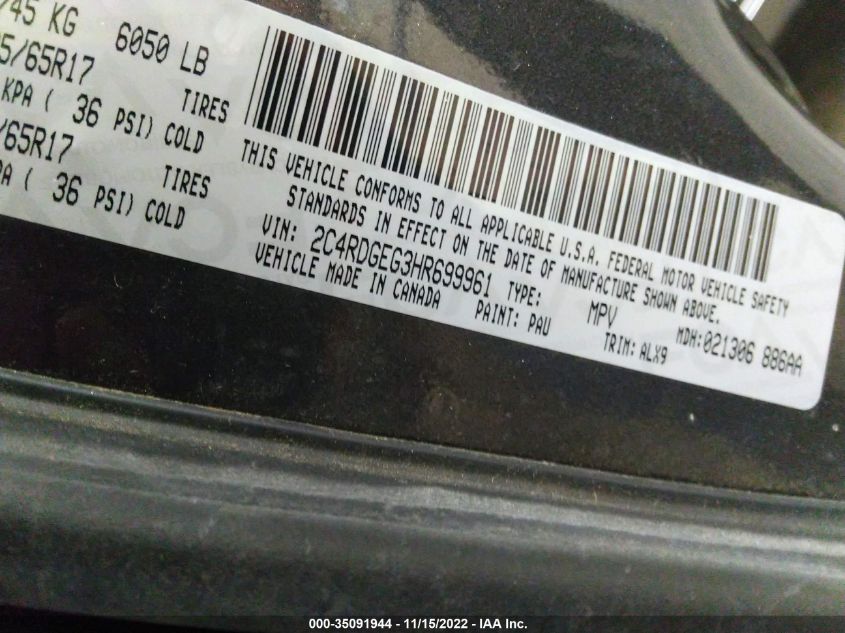 /45 KG 6050 LB
5/65R17 TIRES
KPA ( 36 PSI) COLD
/65R17 TIRES
PA ( 36 PSI) COLD
THIS VEHICLE CONFORMS TO ALL APPLICABLE U.S.A. FEDERAL MOTOR VEHICLE SAFETY
STANDARDS IN EFFECT ON THE DATE OF MANUFACTURE SHOWN ABOVE.
VIN: 2C4RDGEG3HR699961 TYPE: MPV MDH:021306 886AA
VEHICLE MADE IN CANADA PAINT: PAU TRIM: ALX9
000-35091944 - 11/15/2022 - IAA Inc.